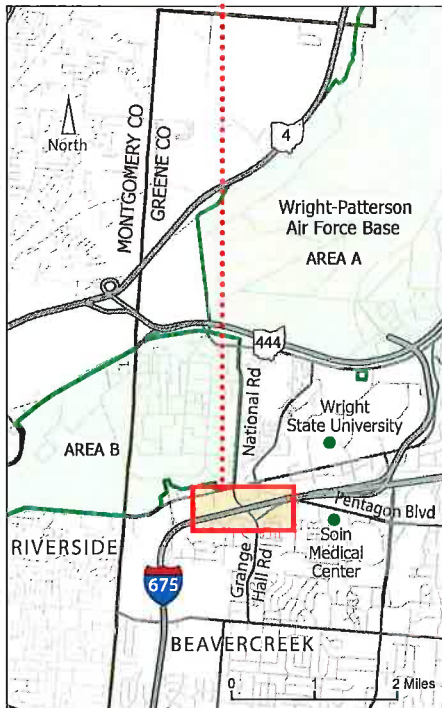 4
North
MONTGOMERY CO
GREENE CO
Wright-Patterson
Air Force Base
AREA A
444
National Rd
Wright
State University
AREA B
Pentagon Blvd
RIVERSIDE
675
Grange
Hall Rd
Soin
Medical
Center
BEAVERCREEK
0 1 2 Miles